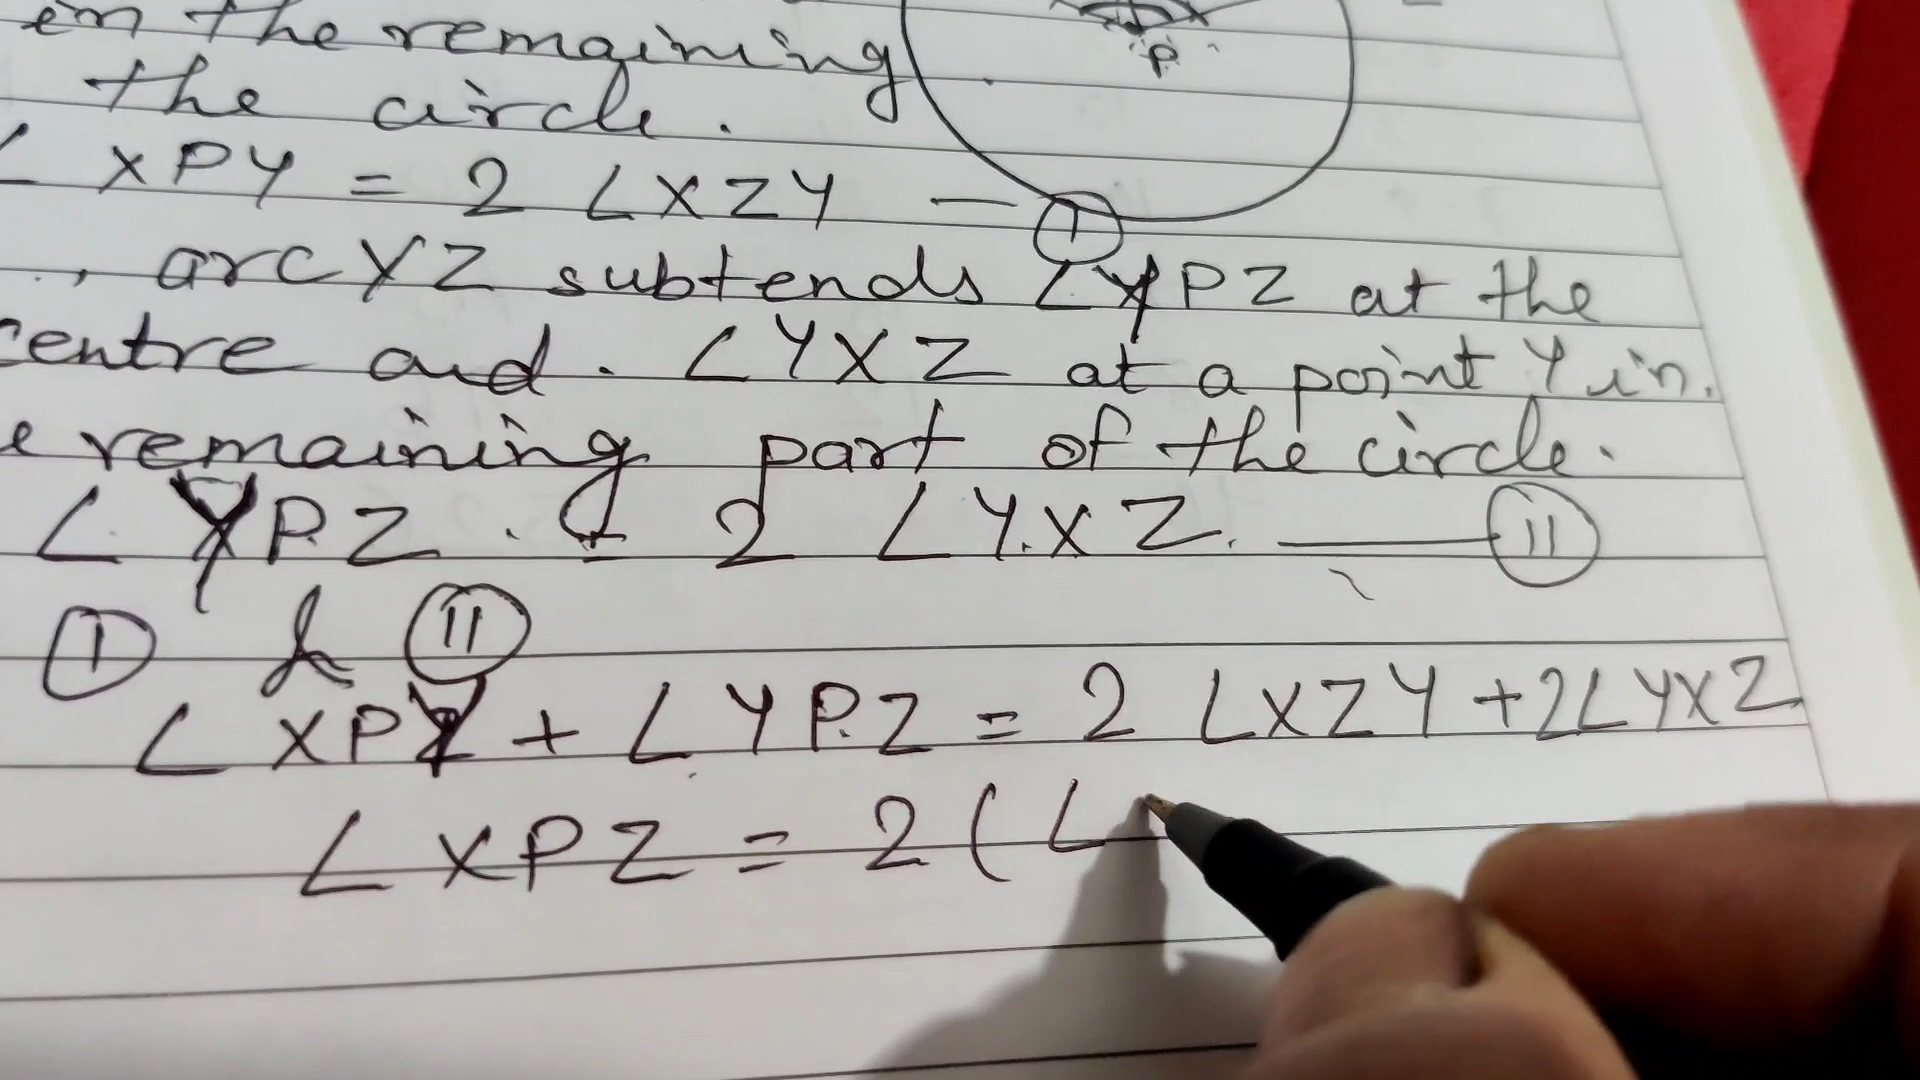 in the remaining
the circle.
P
∠ XPY = 2 ∠XZY — I
, arc YZ subtends ∠YPZ at the
centre and ∠YXZ at a point Y in
e remaining part of the circle.
∠YPZ = 2 ∠YXZ. — II
I & II
∠XPY + ∠YPZ = 2 ∠XZY + 2∠YXZ
∠XPZ = 2 ( ∠